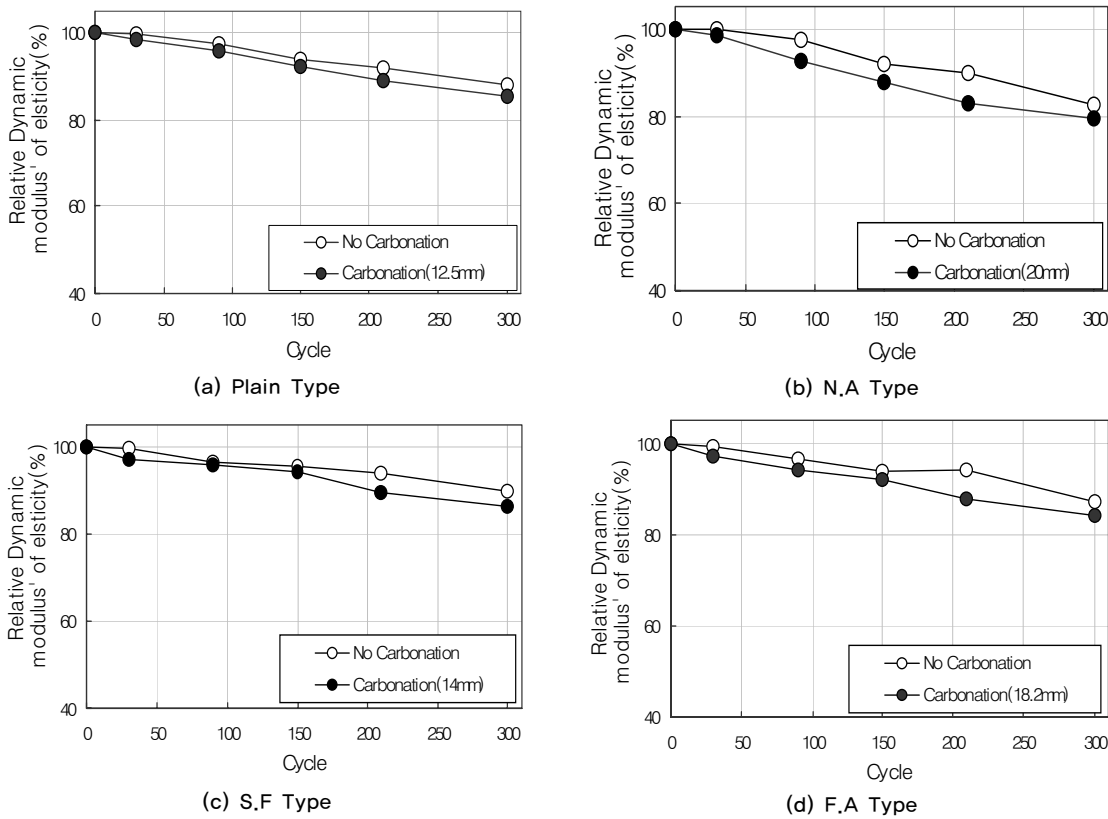 Relative Dynamic
modulus' of elsticity(%)
100
80
60
40
No Carbonation
Carbonation(12.5mm)
0 50 100 150 200 250 300
Cycle
(a) Plain Type
Relative Dynamic
modulus' of elsticity(%)
100
80
60
40
No Carbonation
Carbonation(20mm)
0 50 100 150 200 250 300
Cycle
(b) N.A Type
Relative Dynamic
modulus' of elsticity(%)
100
80
60
40
No Carbonation
Carbonation(14mm)
0 50 100 150 200 250 300
Cycle
(c) S.F Type
Relative Dynamic
modulus' of elsticity(%)
100
80
60
40
No Carbonation
Carbonation(18.2mm)
0 50 100 150 200 250 300
Cycle
(d) F.A Type